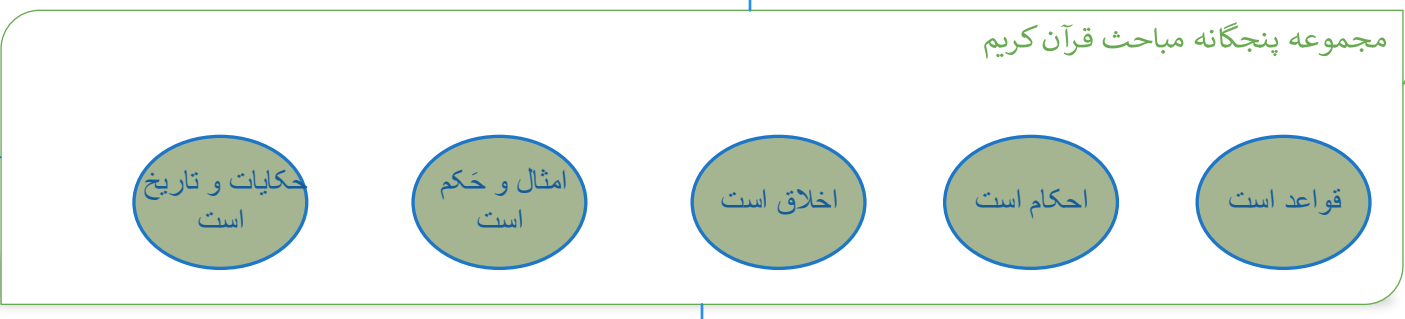 مجموعه پنجگانه مباحث قرآن کریم
قواعد است
احکام است
اخلاق است
امثال و حَکم
است
حکایات و تاریخ
است